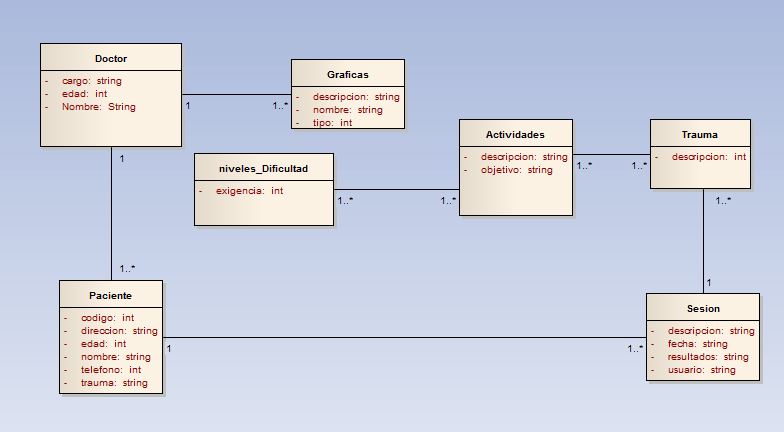 Doctor
- cargo: string
- edad: int
- Nombre: String
1
1
Graficas
- descripcion: string
- nombre: string
- tipo: int
1..*
niveles_Dificultad
- exigencia: int
1..*
Actividades
- descripcion: string
- objetivo: string
1..*
1..*
Trauma
- descripcion: int
1..*
1..*
1..*
Paciente
- codigo: int
- direccion: string
- edad: int
- nombre: string
- telefono: int
- trauma: string
1
1
Sesion
- descripcion: string
- fecha: string
- resultados: string
- usuario: string
1..*